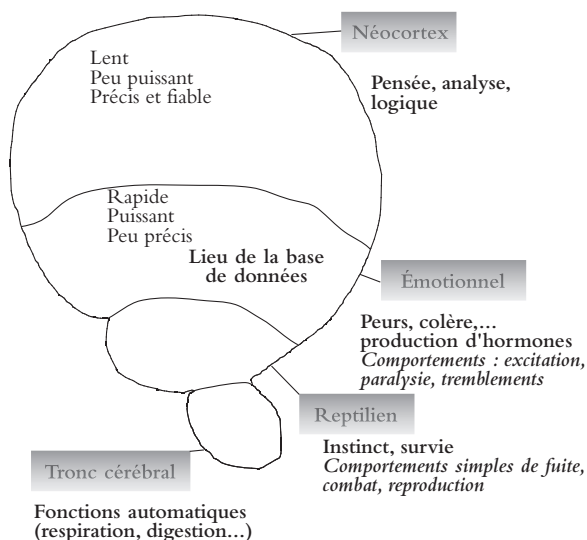 Néocortex
Lent
Peu puissant
Précis et fiable
Pensée, analyse,
logique
Rapide
Puissant
Peu précis
Lieu de la base
de données
Émotionnel
Peurs, colère,...
production d'hormones
Comportements : excitation,
paralysie, tremblements
Reptilien
Instinct, survie
Comportements simples de fuite,
combat, reproduction
Tronc cérébral
Fonctions automatiques
(respiration, digestion...)